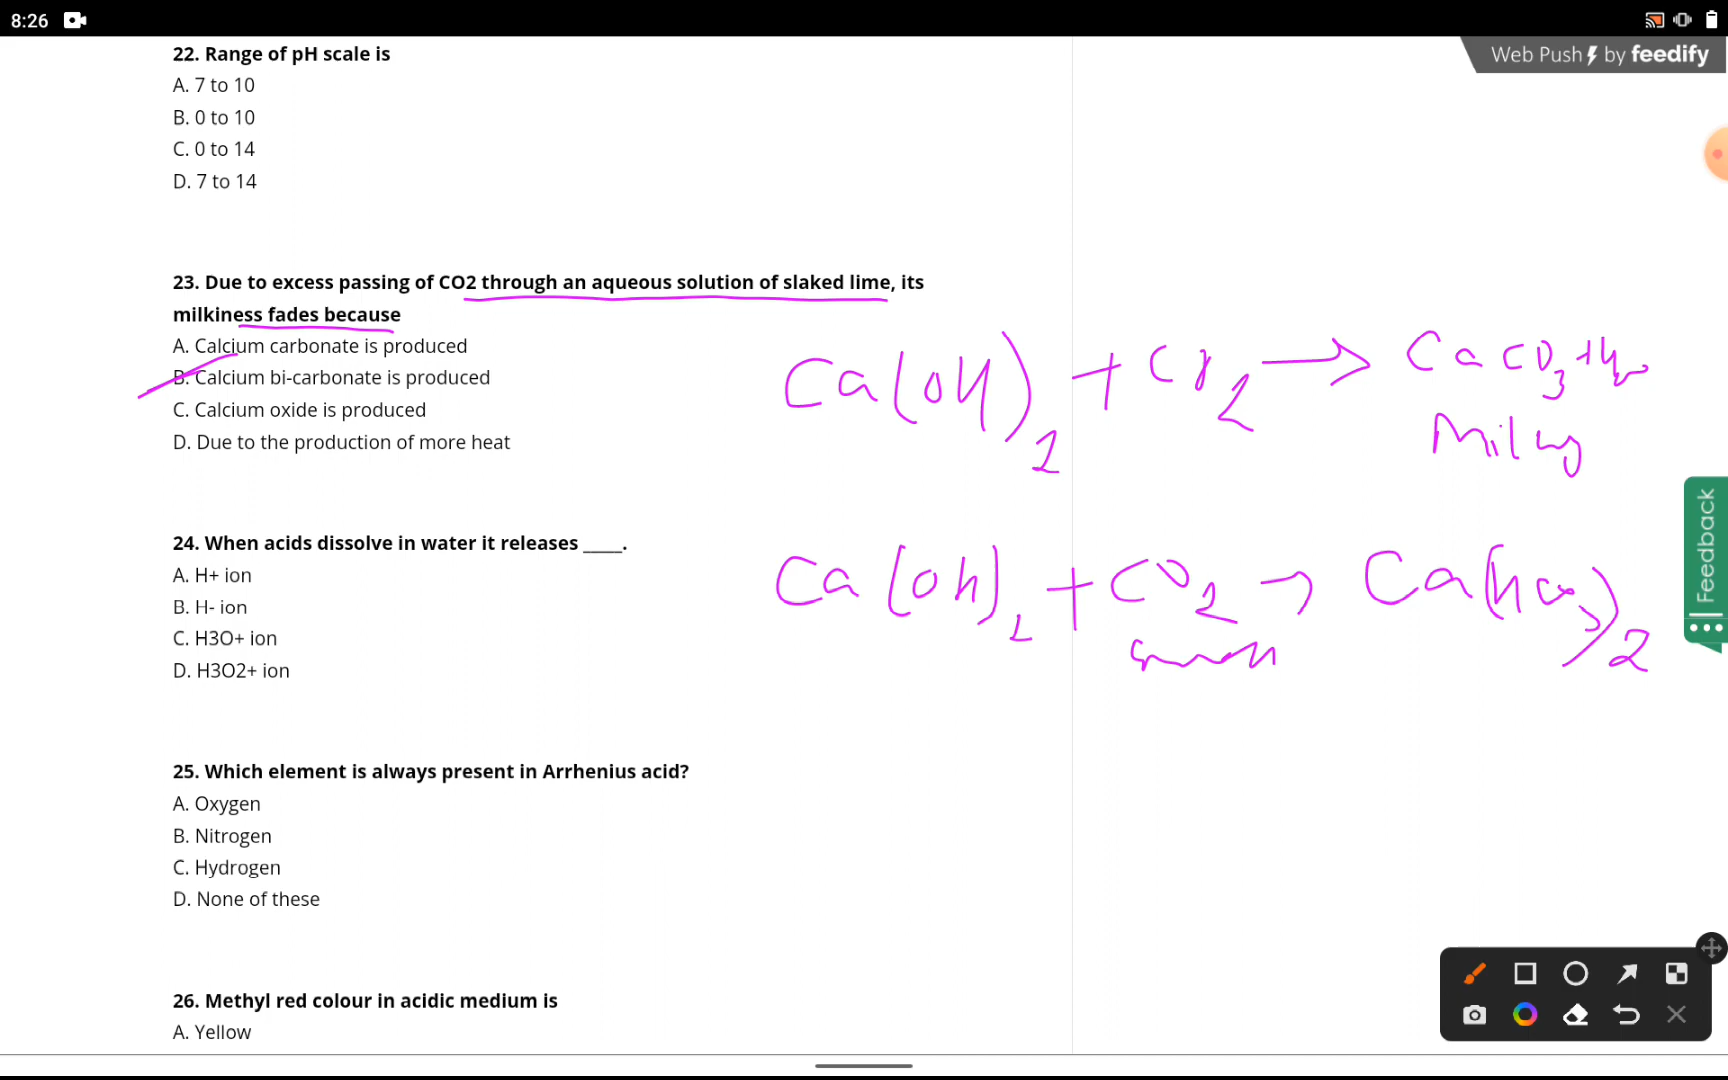 8:26
Web Push by feedify
22. Range of pH scale is
A. 7 to 10
B. 0 to 10
C. 0 to 14
D. 7 to 14
23. Due to excess passing of CO2 through an aqueous solution of slaked lime, its
milkiness fades because
A. Calcium carbonate is produced
B. Calcium bi-carbonate is produced
C. Calcium oxide is produced
D. Due to the production of more heat
Ca(OH)2 + CO2 → CaCO3 +
Milky
24. When acids dissolve in water it releases ____.
A. H+ ion
B. H- ion
C. H3O+ ion
D. H3O2+ ion
Ca(OH)2 + CO2 → Ca(HCO3)2
Feedback
25. Which element is always present in Arrhenius acid?
A. Oxygen
B. Nitrogen
C. Hydrogen
D. None of these
26. Methyl red colour in acidic medium is
A. Yellow